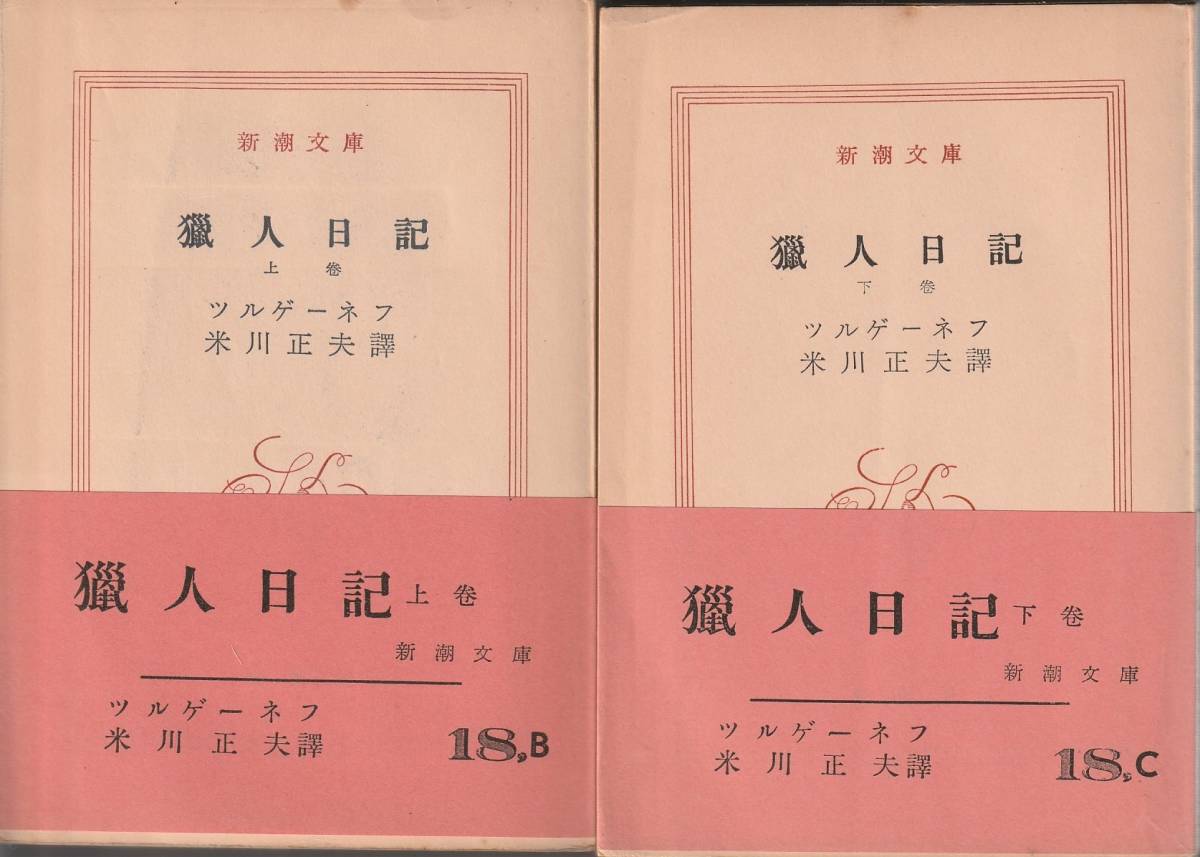 新潮文庫
獵人日記
上卷
ツルゲーネフ
米川正夫譯
獵人日記上卷
新潮文庫
ツルゲーネフ
米川正夫譯
18,B
新潮文庫
獵人日記
下卷
ツルゲーネフ
米川正夫譯
獵人日記下卷
新潮文庫
ツルゲーネフ
米川正夫譯
18,C